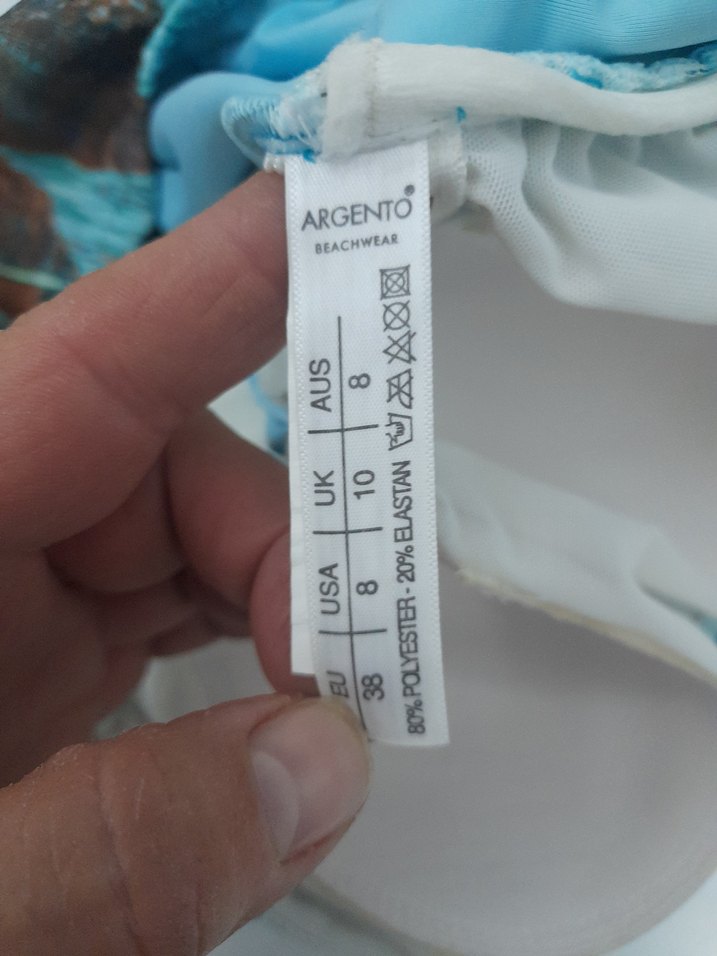 ARGENTO®
BEACHWEAR
EU USA UK AUS
38 8 10 8
80% POLYESTER - 20% ELASTAN